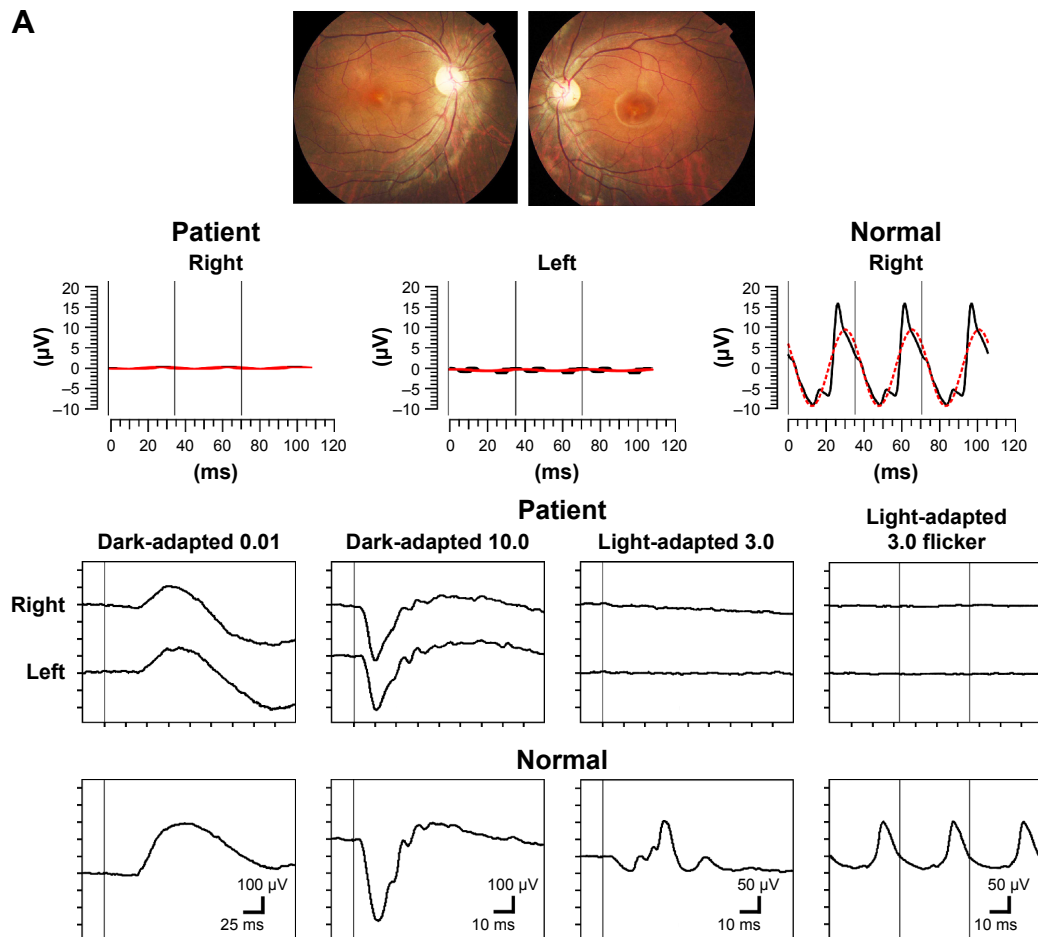 A
Patient
Normal
Right
Left
Right
20
15
10
5
0
−5
−10
(µV)
0 20 40 60 80 100 120
(ms)
20
15
10
5
0
−5
−10
(µV)
0 20 40 60 80 100 120
(ms)
20
15
10
5
0
−5
−10
(µV)
0 20 40 60 80 100 120
(ms)
Patient
Dark-adapted 0.01
Dark-adapted 10.0
Light-adapted 3.0
Light-adapted
3.0 flicker
Right
Left
Normal
100 µV
25 ms
100 µV
10 ms
50 µV
10 ms
50 µV
10 ms